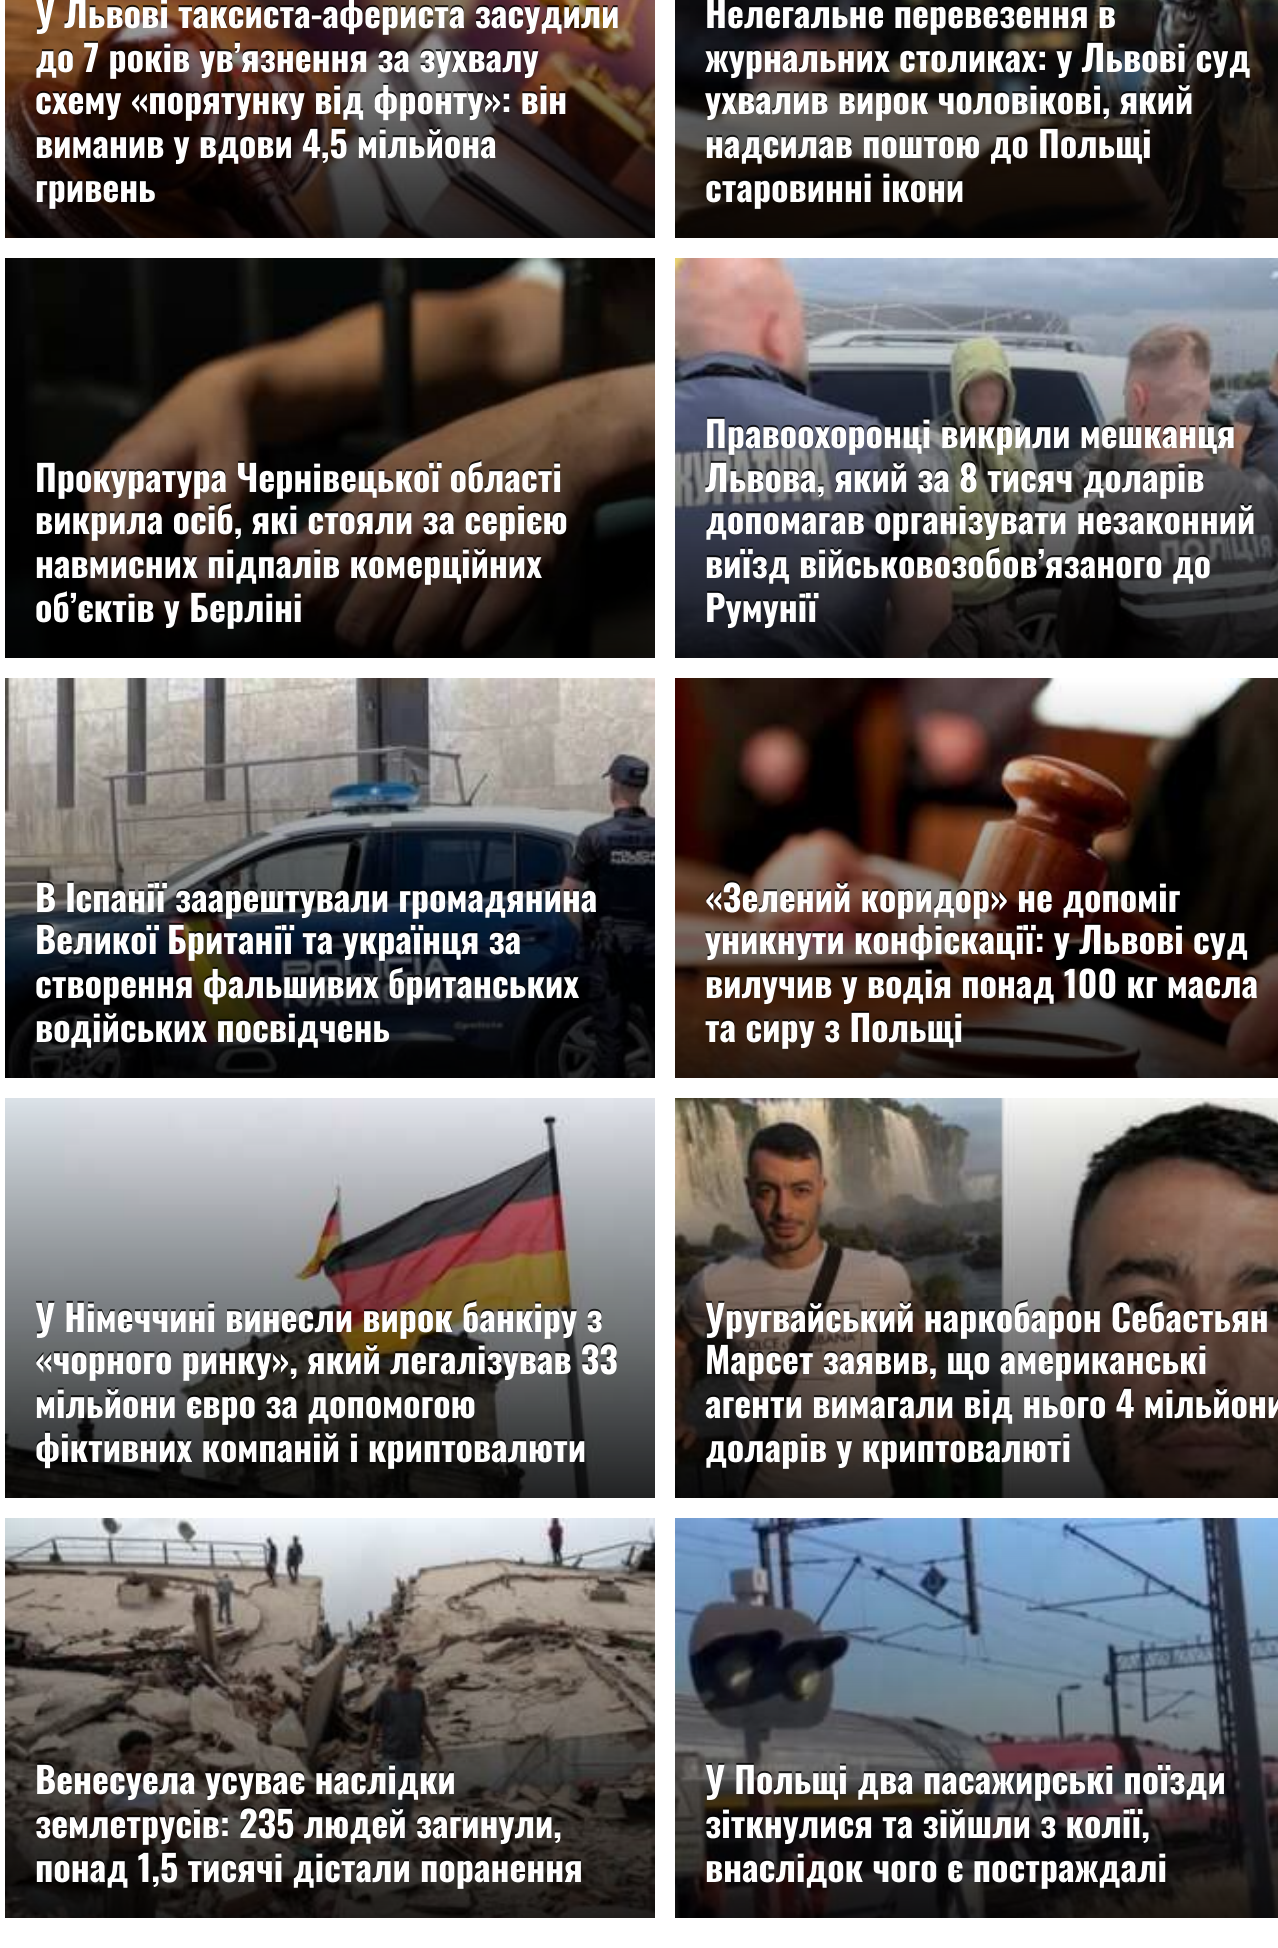 У Львові таксиста-афериста засудили
до 7 років ув’язнення за зухвалу
схему «порятунку від фронту»: він
виманив у вдови 4,5 мільйона
гривень
Нелегальне перевезення в
журнальних столиках: у Львові суд
ухвалив вирок чоловікові, який
надсилав поштою до Польщі
старовинні ікони
Прокуратура Чернівецької області
викрила осіб, які стояли за серією
навмисних підпалів комерційних
об’єктів у Берліні
Правоохоронці викрили мешканця
Львова, який за 8 тисяч доларів
допомагав організувати незаконний
виїзд військовозобов’язаного до
Румунії
В Іспанії заарештували громадянина
Великої Британії та українця за
створення фальшивих британських
водійських посвідчень
POLICÍA
«Зелений коридор» не допоміг
уникнути конфіскації: у Львові суд
вилучив у водія понад 100 кг масла
та сиру з Польщі
У Німеччині винесли вирок банкіру з
«чорного ринку», який легалізував 33
мільйони євро за допомогою
фіктивних компаній і криптовалюти
Уругвайський наркобарон Себастьян
Марсет заявив, що американські
агенти вимагали від нього 4 мільйони
доларів у криптовалюті
Венесуела усуває наслідки
землетрусів: 235 людей загинули,
понад 1,5 тисячі дістали поранення
У Польщі два пасажирські поїзди
зіткнулися та зійшли з колії,
внаслідок чого є постраждалі